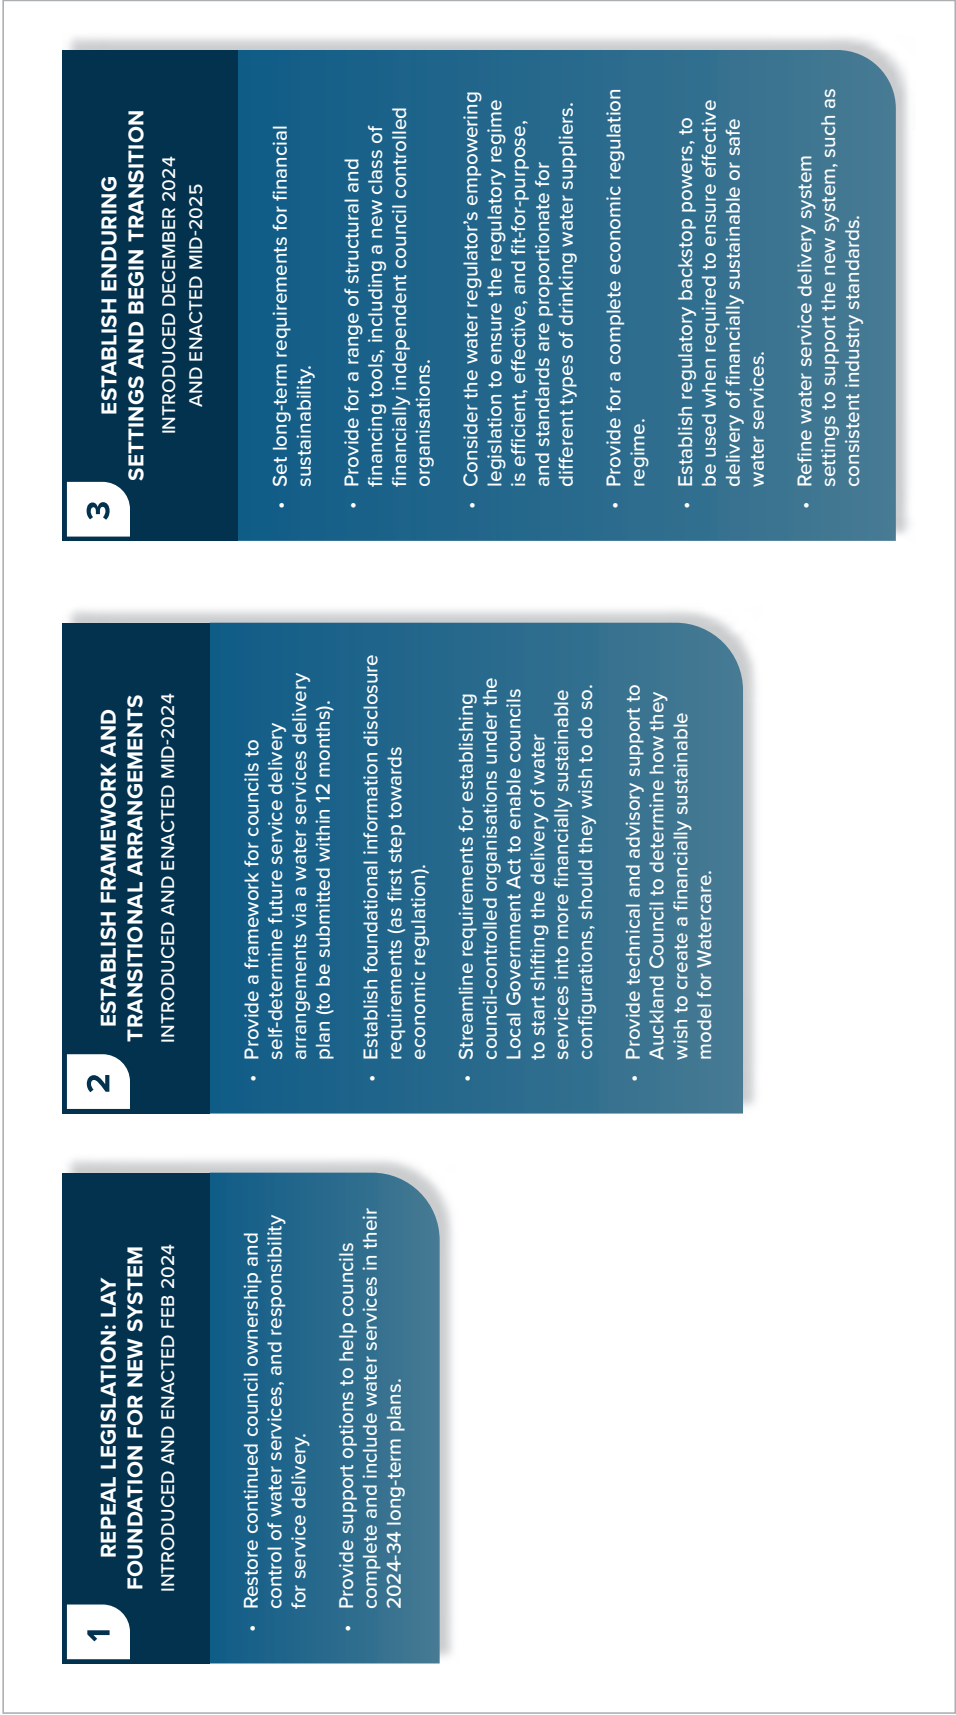 1
REPEAL LEGISLATION: LAY
FOUNDATION FOR NEW SYSTEM
INTRODUCED AND ENACTED FEB 2024
• Restore continued council ownership and
control of water services, and responsibility
for service delivery.
• Provide support options to help councils
complete and include water services in their
2024-34 long-term plans.
2
ESTABLISH FRAMEWORK AND
TRANSITIONAL ARRANGEMENTS
INTRODUCED AND ENACTED MID-2024
• Provide a framework for councils to
self-determine future service delivery
arrangements via a water services delivery
plan (to be submitted within 12 months).
• Establish foundational information disclosure
requirements (as first step towards
economic regulation).
• Streamline requirements for establishing
council-controlled organisations under the
Local Government Act to enable councils
to start shifting the delivery of water
services into more financially sustainable
configurations, should they wish to do so.
• Provide technical and advisory support to
Auckland Council to determine how they
wish to create a financially sustainable
model for Watercare.
3
ESTABLISH ENDURING
SETTINGS AND BEGIN TRANSITION
INTRODUCED DECEMBER 2024
AND ENACTED MID-2025
• Set long-term requirements for financial
sustainability.
• Provide for a range of structural and
financing tools, including a new class of
financially independent council controlled
organisations.
• Consider the water regulator’s empowering
legislation to ensure the regulatory regime
is efficient, effective, and fit-for-purpose,
and standards are proportionate for
different types of drinking water suppliers.
• Provide for a complete economic regulation
regime.
• Establish regulatory backstop powers, to
be used when required to ensure effective
delivery of financially sustainable or safe
water services.
• Refine water service delivery system
settings to support the new system, such as
consistent industry standards.